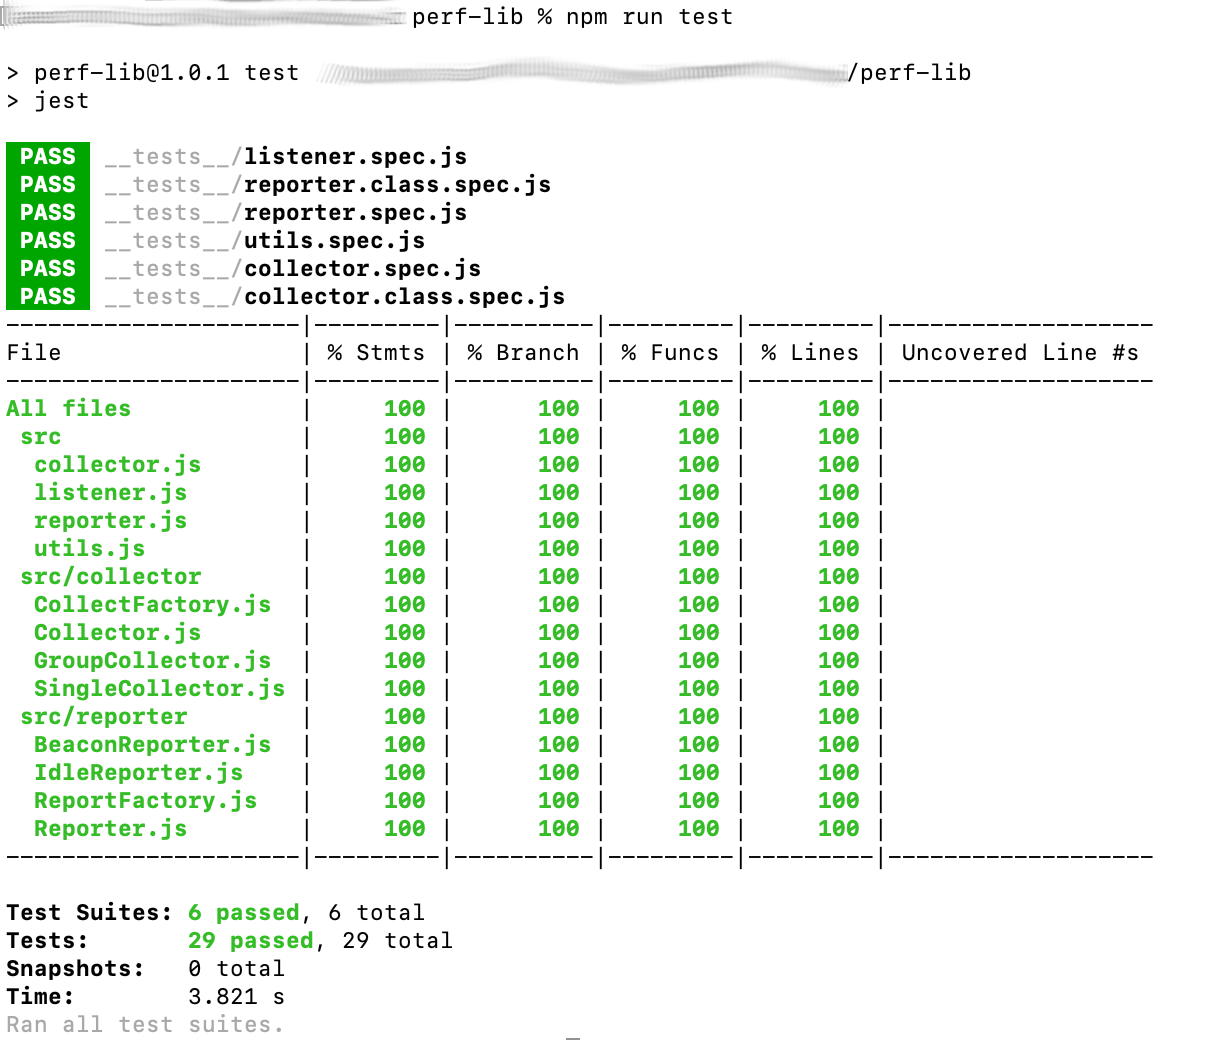 perf-lib % npm run test
> perf-lib@1.0.1 test /perf-lib
> jest
PASS __tests__/listener.spec.js
PASS __tests__/reporter.class.spec.js
PASS __tests__/reporter.spec.js
PASS __tests__/utils.spec.js
PASS __tests__/collector.spec.js
PASS __tests__/collector.class.spec.js
---------------------|---------|----------|---------|---------|-------------------
File | % Stmts | % Branch | % Funcs | % Lines | Uncovered Line #s
---------------------|---------|----------|---------|---------|-------------------
All files | 100 | 100 | 100 | 100 |
src | 100 | 100 | 100 | 100 |
collector.js | 100 | 100 | 100 | 100 |
listener.js | 100 | 100 | 100 | 100 |
reporter.js | 100 | 100 | 100 | 100 |
utils.js | 100 | 100 | 100 | 100 |
src/collector | 100 | 100 | 100 | 100 |
CollectFactory.js | 100 | 100 | 100 | 100 |
Collector.js | 100 | 100 | 100 | 100 |
GroupCollector.js | 100 | 100 | 100 | 100 |
SingleCollector.js | 100 | 100 | 100 | 100 |
src/reporter | 100 | 100 | 100 | 100 |
BeaconReporter.js | 100 | 100 | 100 | 100 |
IdleReporter.js | 100 | 100 | 100 | 100 |
ReportFactory.js | 100 | 100 | 100 | 100 |
Reporter.js | 100 | 100 | 100 | 100 |
---------------------|---------|----------|---------|---------|-------------------
Test Suites: 6 passed, 6 total
Tests: 29 passed, 29 total
Snapshots: 0 total
Time: 3.821 s
Ran all test suites.